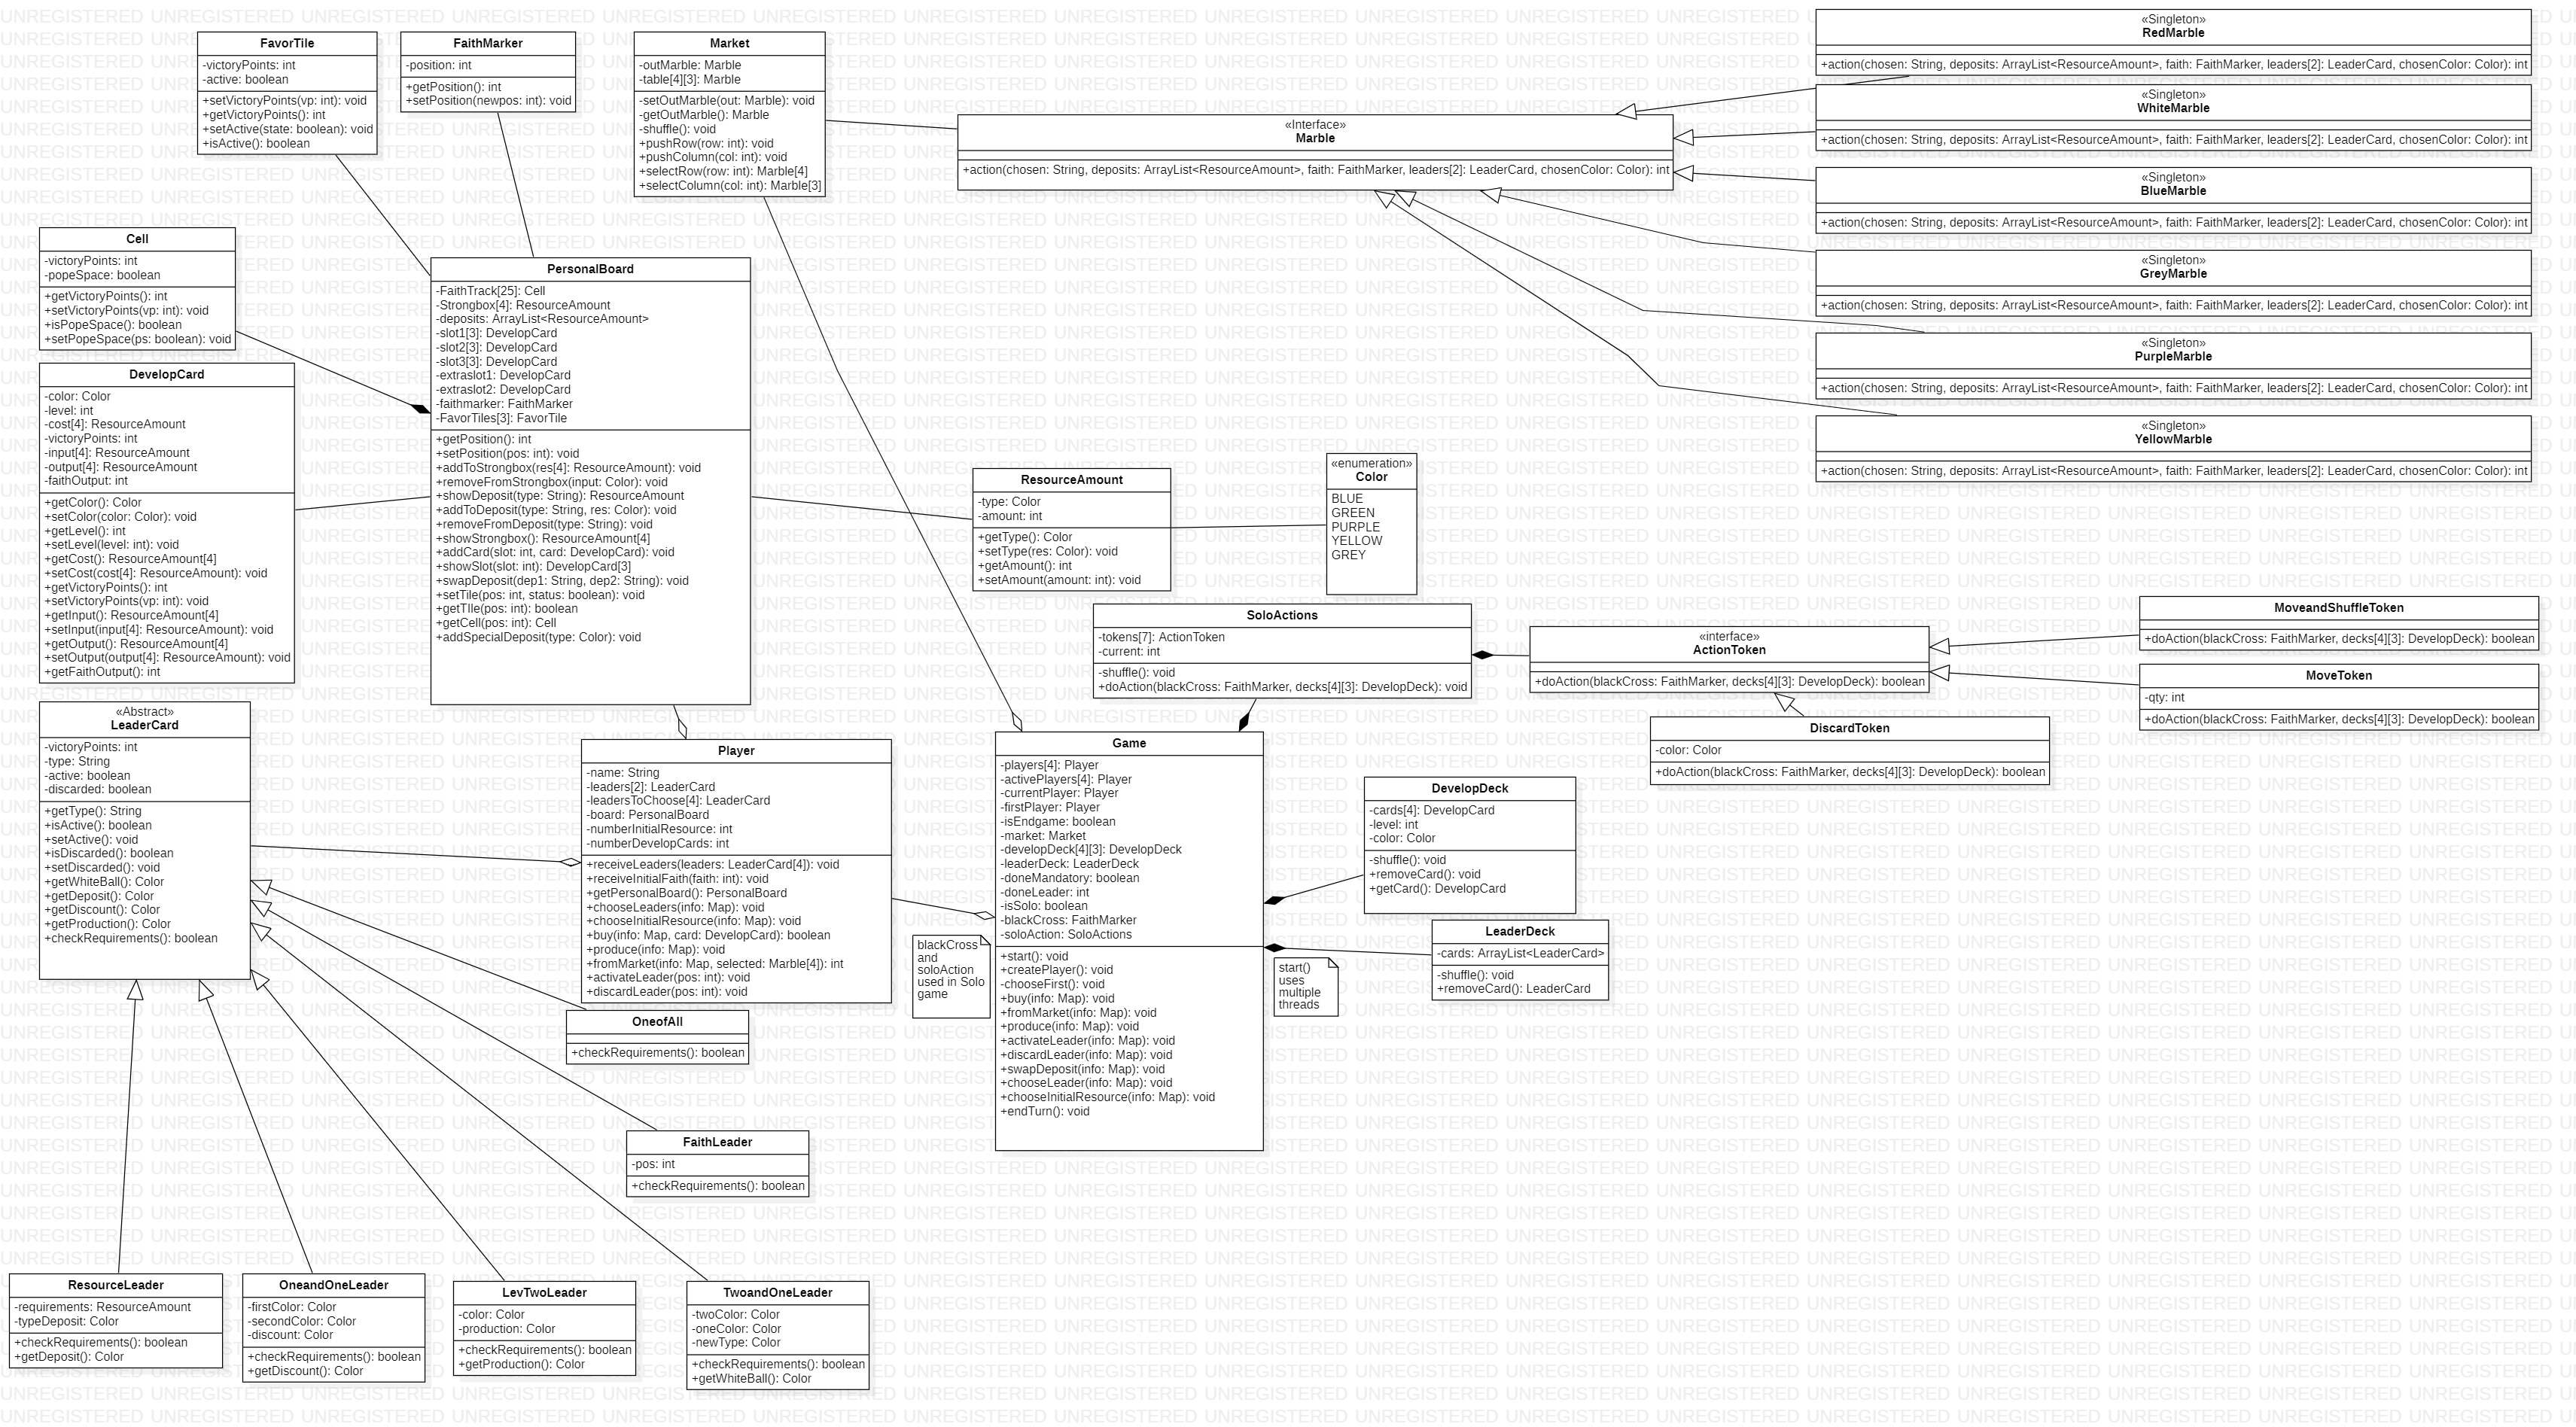 FavorTile
-victoryPoints: int
-active: boolean
+setVictoryPoints(vp: int): void
+getVictoryPoints(): int
+setActive(state: boolean): void
+isActive(): boolean
FaithMarker
-position: int
+getPosition(): int
+setPosition(newpos: int): void
Market
-outMarble: Marble
-table[4][3]: Marble
-setOutMarble(out: Marble): void
-getOutMarble(): Marble
-shuffle(): void
+pushRow(row: int): void
+pushColumn(col: int): void
+selectRow(row: int): Marble[4]
+selectColumn(col: int): Marble[3]
«Interface»
Marble
+action(chosen: String, deposits: ArrayList<ResourceAmount>, faith: FaithMarker, leaders[2]: LeaderCard, chosenColor: Color): int
«Singleton»
RedMarble
+action(chosen: String, deposits: ArrayList<ResourceAmount>, faith: FaithMarker, leaders[2]: LeaderCard, chosenColor: Color): int
«Singleton»
WhiteMarble
+action(chosen: String, deposits: ArrayList<ResourceAmount>, faith: FaithMarker, leaders[2]: LeaderCard, chosenColor: Color): int
«Singleton»
BlueMarble
+action(chosen: String, deposits: ArrayList<ResourceAmount>, faith: FaithMarker, leaders[2]: LeaderCard, chosenColor: Color): int
«Singleton»
GreyMarble
+action(chosen: String, deposits: ArrayList<ResourceAmount>, faith: FaithMarker, leaders[2]: LeaderCard, chosenColor: Color): int
«Singleton»
PurpleMarble
+action(chosen: String, deposits: ArrayList<ResourceAmount>, faith: FaithMarker, leaders[2]: LeaderCard, chosenColor: Color): int
«Singleton»
YellowMarble
+action(chosen: String, deposits: ArrayList<ResourceAmount>, faith: FaithMarker, leaders[2]: LeaderCard, chosenColor: Color): int
Cell
-victoryPoints: int
-popeSpace: boolean
+getVictoryPoints(): int
+setVictoryPoints(vp: int): void
+isPopeSpace(): boolean
+setPopeSpace(ps: boolean): void
PersonalBoard
-FaithTrack[25]: Cell
-Strongbox[4]: ResourceAmount
-deposits: ArrayList<ResourceAmount>
-slot1[3]: DevelopCard
-slot2[3]: DevelopCard
-slot3[3]: DevelopCard
-extraslot1: DevelopCard
-extraslot2: DevelopCard
-faithmarker: FaithMarker
-FavorTiles[3]: FavorTile
+getPosition(): int
+setPosition(pos: int): void
+addToStrongbox(res[4]: ResourceAmount): void
+removeFromStrongbox(input: Color): void
+showDeposit(type: String): ResourceAmount
+addToDeposit(type: String, res: Color): void
+removeFromDeposit(type: String): void
+showStrongbox(): ResourceAmount[4]
+addCard(slot: int, card: DevelopCard): void
+showSlot(slot: int): DevelopCard[3]
+swapDeposit(dep1: String, dep2: String): void
+setTile(pos: int, status: boolean): void
+getTIle(pos: int): boolean
+getCell(pos: int): Cell
+addSpecialDeposit(type: Color): void
DevelopCard
-color: Color
-level: int
-cost[4]: ResourceAmount
-victoryPoints: int
-input[4]: ResourceAmount
-output[4]: ResourceAmount
-faithOutput: int
+getColor(): Color
+setColor(color: Color): void
+getLevel(): int
+setLevel(level: int): void
+getCost(): ResourceAmount[4]
+setCost(cost[4]: ResourceAmount): void
+getVictoryPoints(): int
+setVictoryPoints(vp: int): void
+getInput(): ResourceAmount[4]
+setInput(input[4]: ResourceAmount): void
+getOutput(): ResourceAmount[4]
+setOutput(output[4]: ResourceAmount): void
+getFaithOutput(): int
ResourceAmount
-type: Color
-amount: int
+getType(): Color
+setType(res: Color): void
+getAmount(): int
+setAmount(amount: int): void
«enumeration»
Color
BLUE
GREEN
PURPLE
YELLOW
GREY
SoloActions
-tokens[7]: ActionToken
-current: int
-shuffle(): void
+doAction(blackCross: FaithMarker, decks[4][3]: DevelopDeck): void
«interface»
ActionToken
+doAction(blackCross: FaithMarker, decks[4][3]: DevelopDeck): boolean
MoveandShuffleToken
+doAction(blackCross: FaithMarker, decks[4][3]: DevelopDeck): boolean
MoveToken
-qty: int
+doAction(blackCross: FaithMarker, decks[4][3]: DevelopDeck): boolean
DiscardToken
-color: Color
+doAction(blackCross: FaithMarker, decks[4][3]: DevelopDeck): boolean
«Abstract»
LeaderCard
-victoryPoints: int
-type: String
-active: boolean
-discarded: boolean
+getType(): String
+isActive(): boolean
+setActive(): void
+isDiscarded(): boolean
+setDiscarded(): void
+getWhiteBall(): Color
+getDeposit(): Color
+getDiscount(): Color
+getProduction(): Color
+checkRequirements(): boolean
Player
-name: String
-leaders[2]: LeaderCard
-leadersToChoose[4]: LeaderCard
-board: PersonalBoard
-numberInitialResource: int
-numberDevelopCards: int
+receiveLeaders(leaders: LeaderCard[4]): void
+receiveInitialFaith(faith: int): void
+getPersonalBoard(): PersonalBoard
+chooseLeaders(info: Map): void
+chooseInitialResource(info: Map): void
+buy(info: Map, card: DevelopCard): boolean
+produce(info: Map): void
+fromMarket(info: Map, selected: Marble[4]): int
+activateLeader(pos: int): void
+discardLeader(pos: int): void
Game
-players[4]: Player
-activePlayers[4]: Player
-currentPlayer: Player
-firstPlayer: Player
-isEndgame: boolean
-market: Market
-developDeck[4][3]: DevelopDeck
-leaderDeck: LeaderDeck
-doneMandatory: boolean
-doneLeader: int
-isSolo: boolean
-blackCross: FaithMarker
-soloAction: SoloActions
+start(): void
+createPlayer(): void
-chooseFirst(): void
+buy(info: Map): void
+fromMarket(info: Map): void
+produce(info: Map): void
+activateLeader(info: Map): void
+discardLeader(info: Map): void
+swapDeposit(info: Map): void
+chooseLeader(info: Map): void
+chooseInitialResource(info: Map): void
+endTurn(): void
DevelopDeck
-cards[4]: DevelopCard
-level: int
-color: Color
-shuffle(): void
+removeCard(): void
+getCard(): DevelopCard
LeaderDeck
-cards: ArrayList<LeaderCard>
-shuffle(): void
+removeCard(): LeaderCard
blackCross
and
soloAction
used in Solo
game
start()
uses
multiple
threads
OneofAll
+checkRequirements(): boolean
FaithLeader
-pos: int
+checkRequirements(): boolean
ResourceLeader
-requirements: ResourceAmount
-typeDeposit: Color
+checkRequirements(): boolean
+getDeposit(): Color
OneandOneLeader
-firstColor: Color
-secondColor: Color
-discount: Color
+checkRequirements(): boolean
+getDiscount(): Color
LevTwoLeader
-color: Color
-production: Color
+checkRequirements(): boolean
+getProduction(): Color
TwoandOneLeader
-twoColor: Color
-oneColor: Color
-newType: Color
+checkRequirements(): boolean
+getWhiteBall(): Color